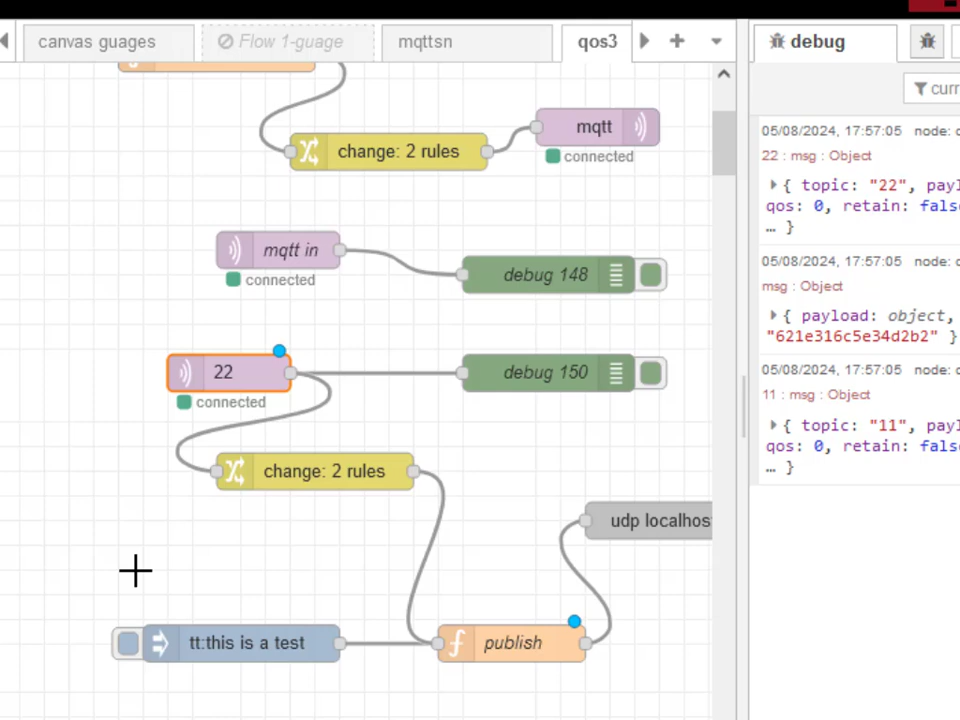 canvas guages
Flow 1-guage
mqttsn
qos3
debug
curr
change: 2 rules
mqtt
connected
mqtt in
connected
debug 148
22
connected
debug 150
change: 2 rules
udp localhos
tt:this is a test
publish
05/08/2024, 17:57:05 node: d
22 : msg : Object
{ topic: "22", payl
qos: 0, retain: fals
… }
05/08/2024, 17:57:05 node: d
msg : Object
{ payload: object,
"621e316c5e34d2b2" }
05/08/2024, 17:57:05 node: d
11 : msg : Object
{ topic: "11", payl
qos: 0, retain: fals
… }